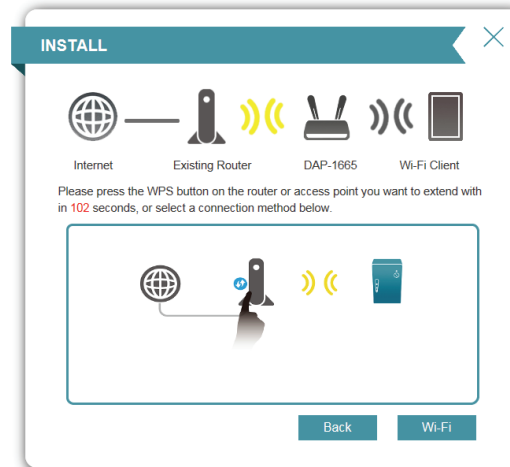 INSTALL
Internet
Existing Router
DAP-1665
Wi-Fi Client
Please press the WPS button on the router or access point you want to extend with
in 102 seconds, or select a connection method below.
Back
Wi-Fi